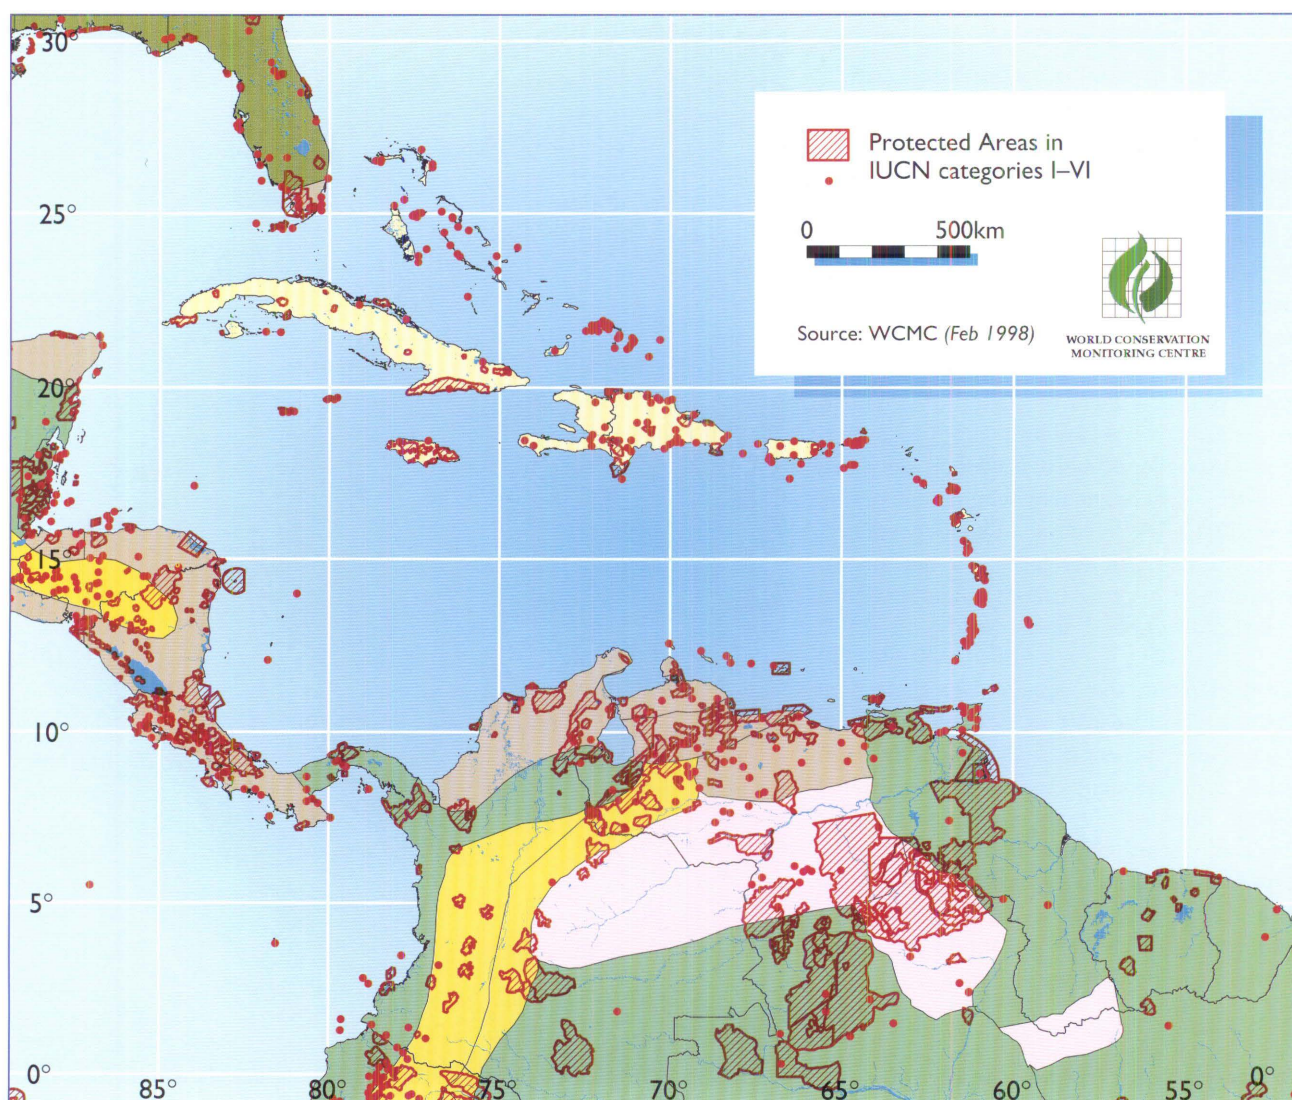 30°
Protected Areas in
IUCN categories I–VI
25°
0 500km
Source: WCMC (Feb 1998)
WORLD CONSERVATION
MONITORING CENTRE
20°
15°
10°
5°
0° 0°
85° 80° 75° 70° 65° 60° 55°